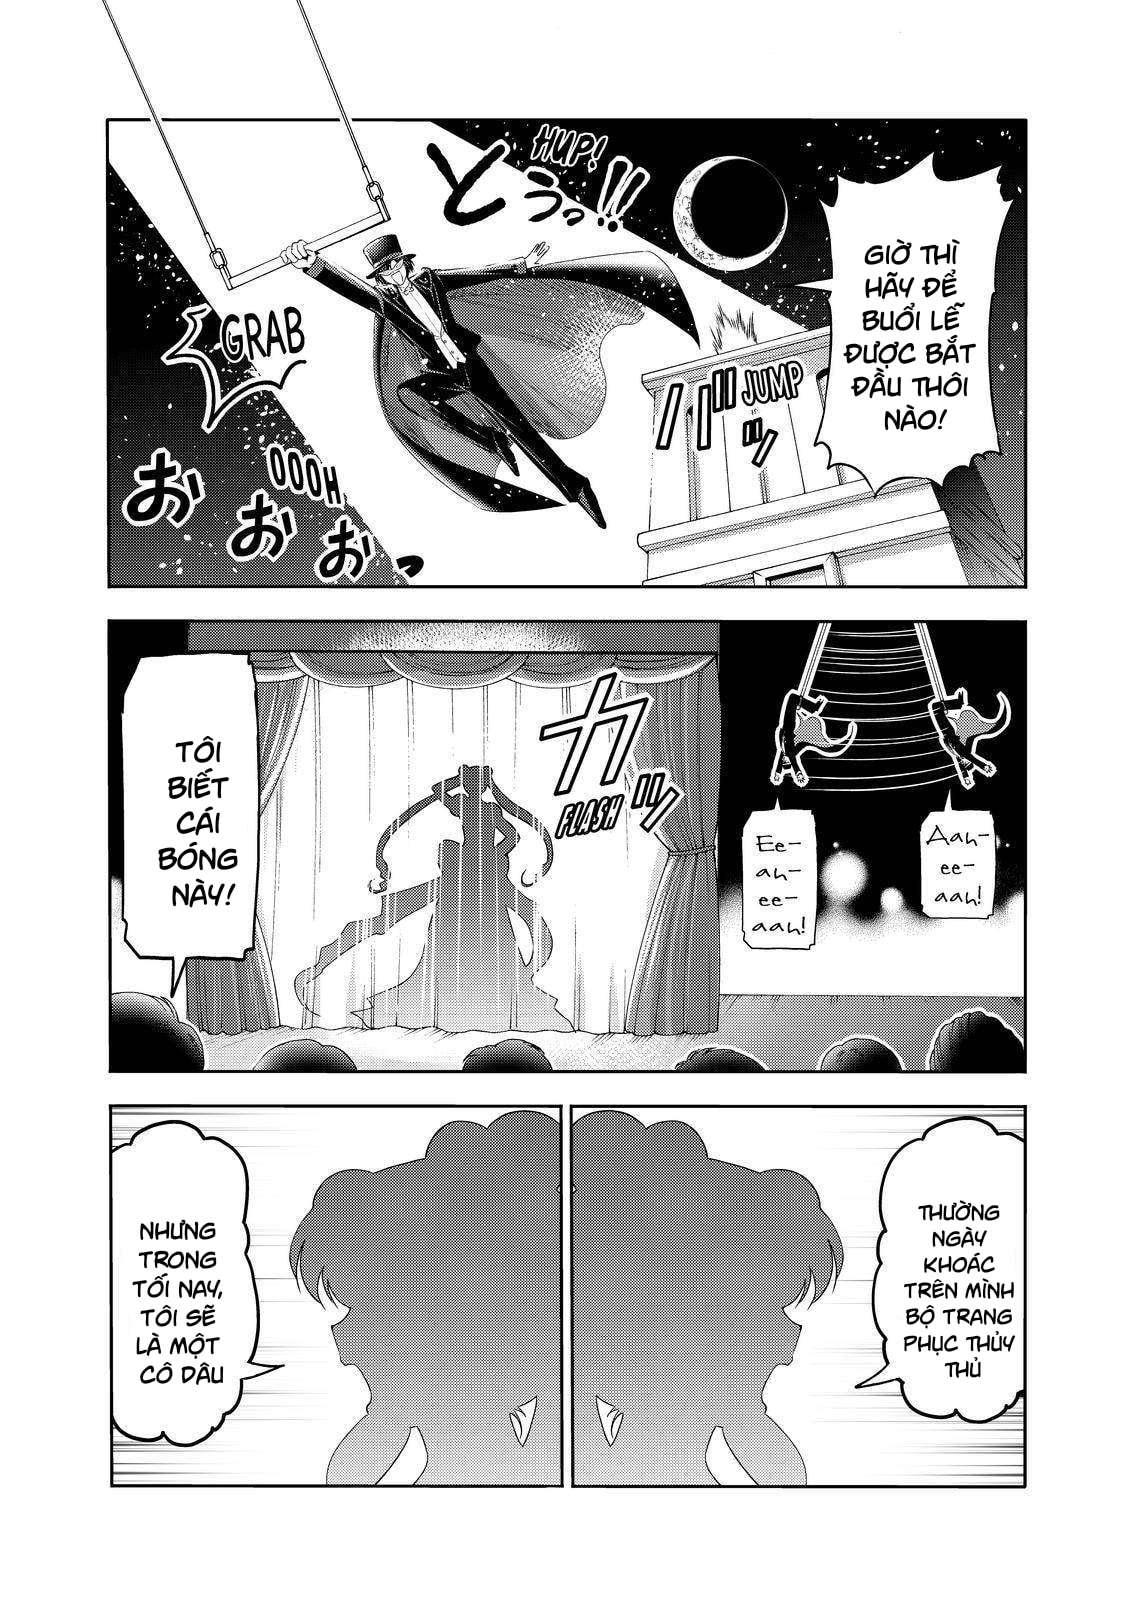 GIỜ THÌ
HÃY ĐỂ
BUỔI LỄ
ĐƯỢC BẮT
ĐẦU THÔI
NÀO!
HUP!
とうっ!!
JUMP
バッ
GRAB
OOOH
おおおっ
Aah-
ee-
aah!
Ee-
ah-
ee-
aah!
カッ
FLASH
TÔI
BIẾT
CÁI
BÓNG
NÀY!
THƯỜNG
NGÀY
KHOÁC
TRÊN MÌNH
BỘ TRANG
PHỤC THỦY
THỦ
NHƯNG
TRONG
TỐI NAY,
TÔI SẼ
LÀ MỘT
CÔ DÂU